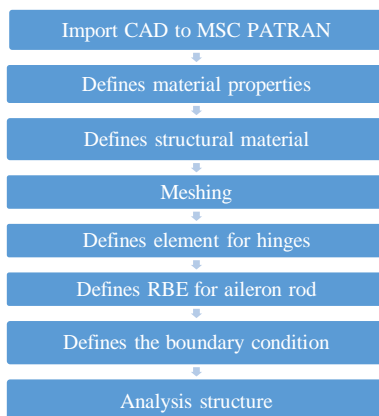 Import CAD to MSC PATRAN
Defines material properties
Defines structural material
Meshing
Defines element for hinges
Defines RBE for aileron rod
Defines the boundary condition
Analysis structure